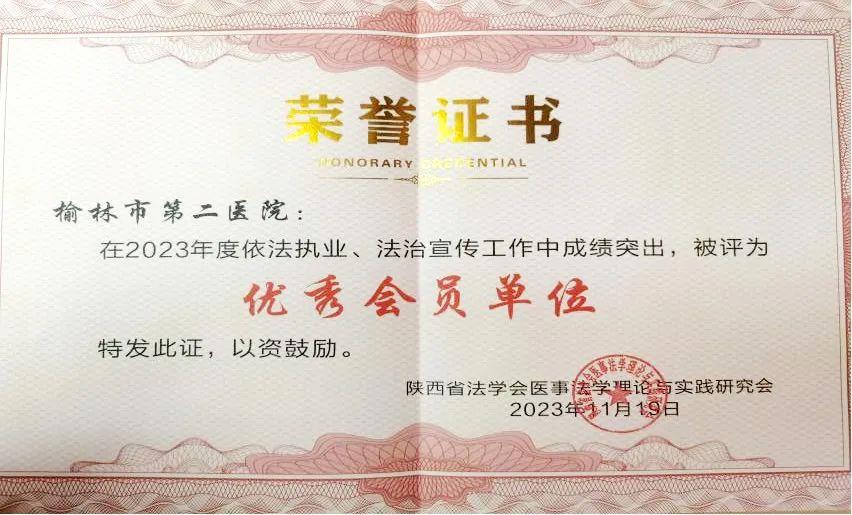 荣誉证书
HONORARY CREDENTIAL
榆林市第二医院：
在2023年度依法执业、法治宣传工作中成绩突出，被评为
优秀会员单位
特发此证，以资鼓励。
陕西省法学会医事法学理论与实践研究会
2023年11月19日